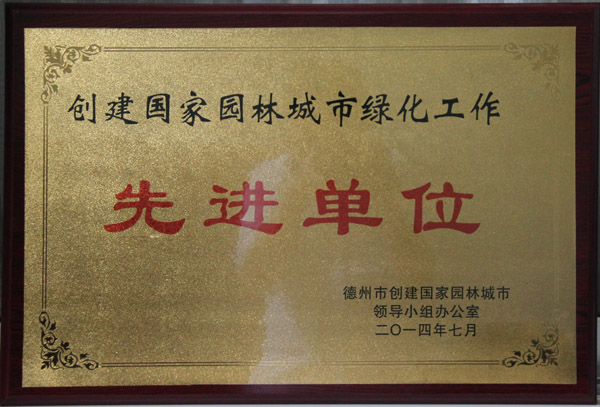 创建国家园林城市绿化工作
先进单位
德州市创建国家园林城市
领导小组办公室
二〇一四年七月